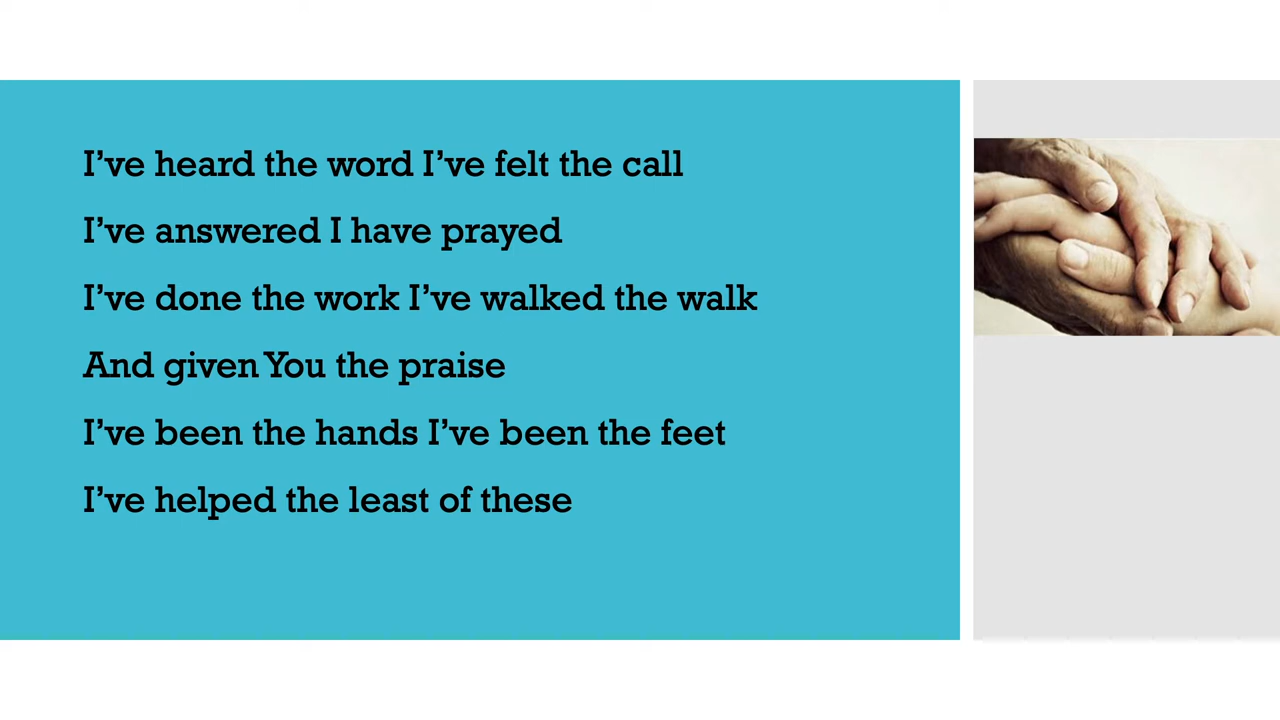 I’ve heard the word I’ve felt the call
I’ve answered I have prayed
I’ve done the work I’ve walked the walk
And given You the praise
I’ve been the hands I’ve been the feet
I’ve helped the least of these